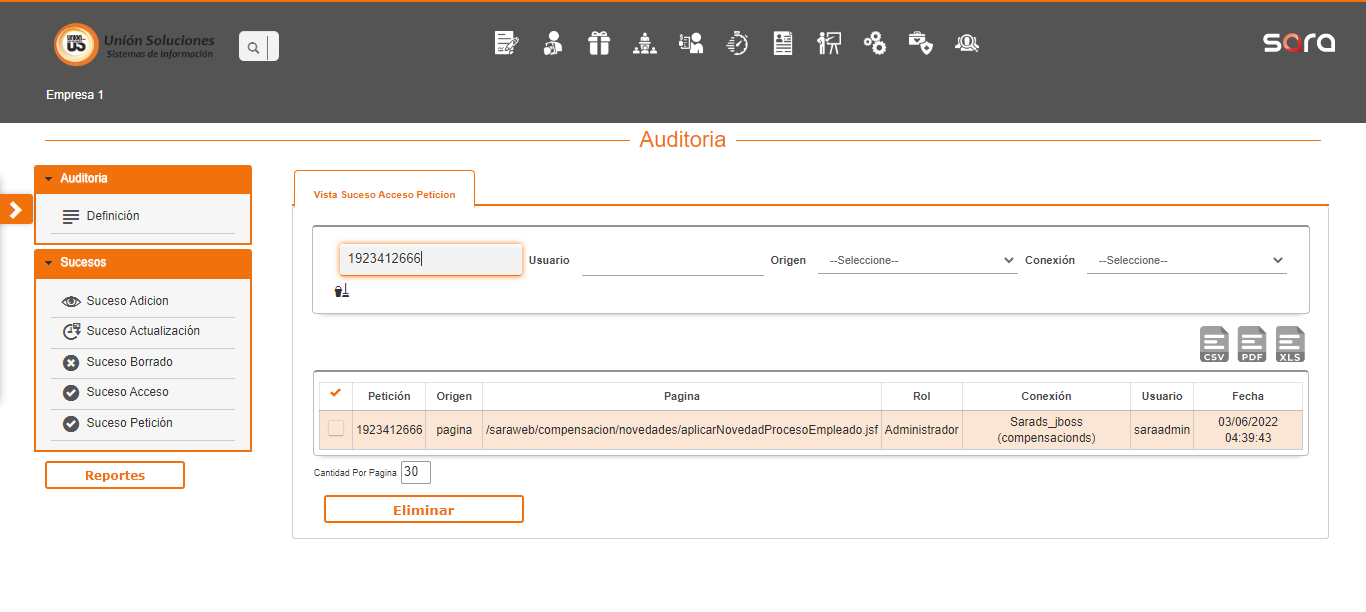 UNION
US
Unión Soluciones
Sistemas de Información
sara
Empresa 1
Auditoria
Auditoria
Definición
Sucesos
Suceso Adicion
Suceso Actualización
Suceso Borrado
Suceso Acceso
Suceso Petición
Reportes
Vista Suceso Acceso Peticion
1923412666 Usuario Origen --Seleccione-- Conexión --Seleccione--
CSV PDF XLS
Petición Origen Pagina Rol Conexión Usuario Fecha
1923412666 pagina /saraweb/compensacion/novedades/aplicarNovedadProcesoEmpleado.jsf Administrador Sarads_jboss (compensacionds) saraadmin 03/06/2022 04:39:43
Cantidad Por Pagina 30
Eliminar